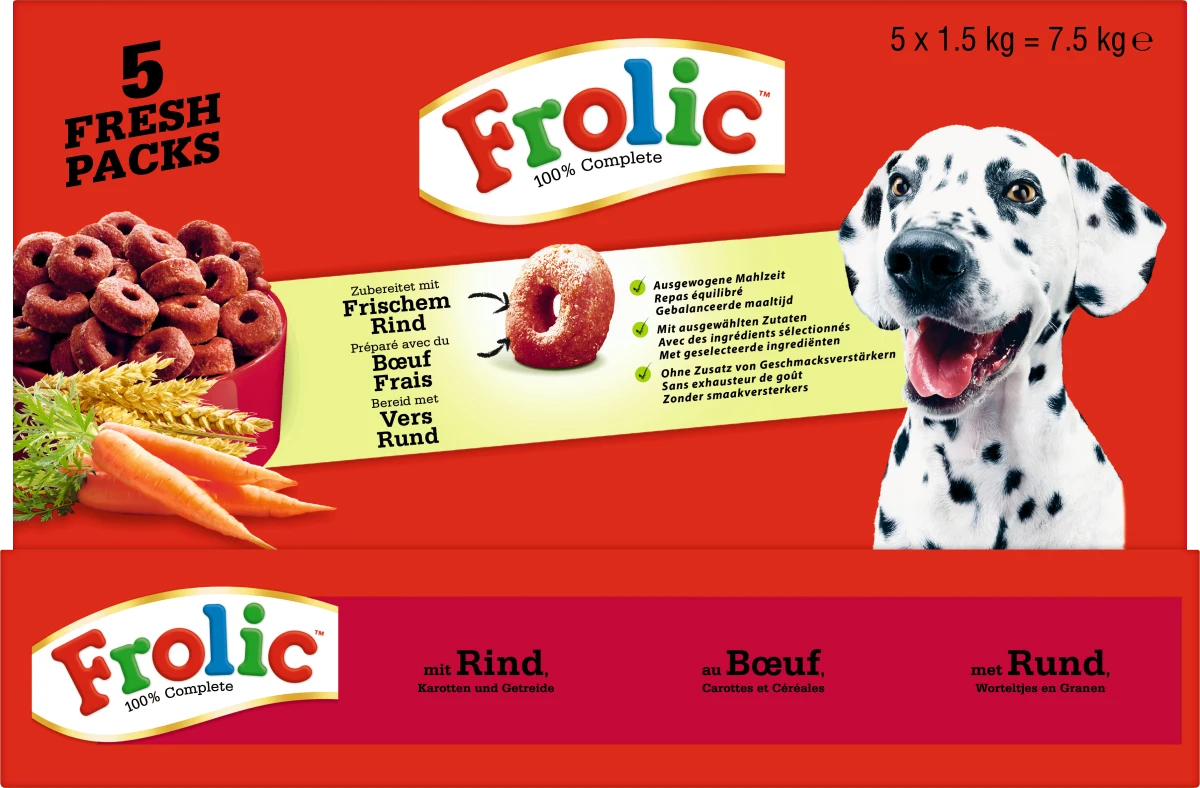 5
FRESH
PACKS
Frolic™
100% Complete
5 x 1.5 kg = 7.5 kg ℮
Zubereitet mit
Frischem
Rind
Préparé avec du
Bœuf
Frais
Bereid met
Vers
Rund
Ausgewogene Mahlzeit
Repas équilibré
Gebalanceerde maaltijd
Mit ausgewählten Zutaten
Avec des ingrédients sélectionnés
Met geselecteerde ingrediënten
Ohne Zusatz von Geschmacksverstärkern
Sans exhausteur de goût
Zonder smaakversterkers
Frolic™
100% Complete
mit Rind,
Karotten und Getreide
au Bœuf,
Carottes et Céréales
met Rund,
Worteltjes en Granen